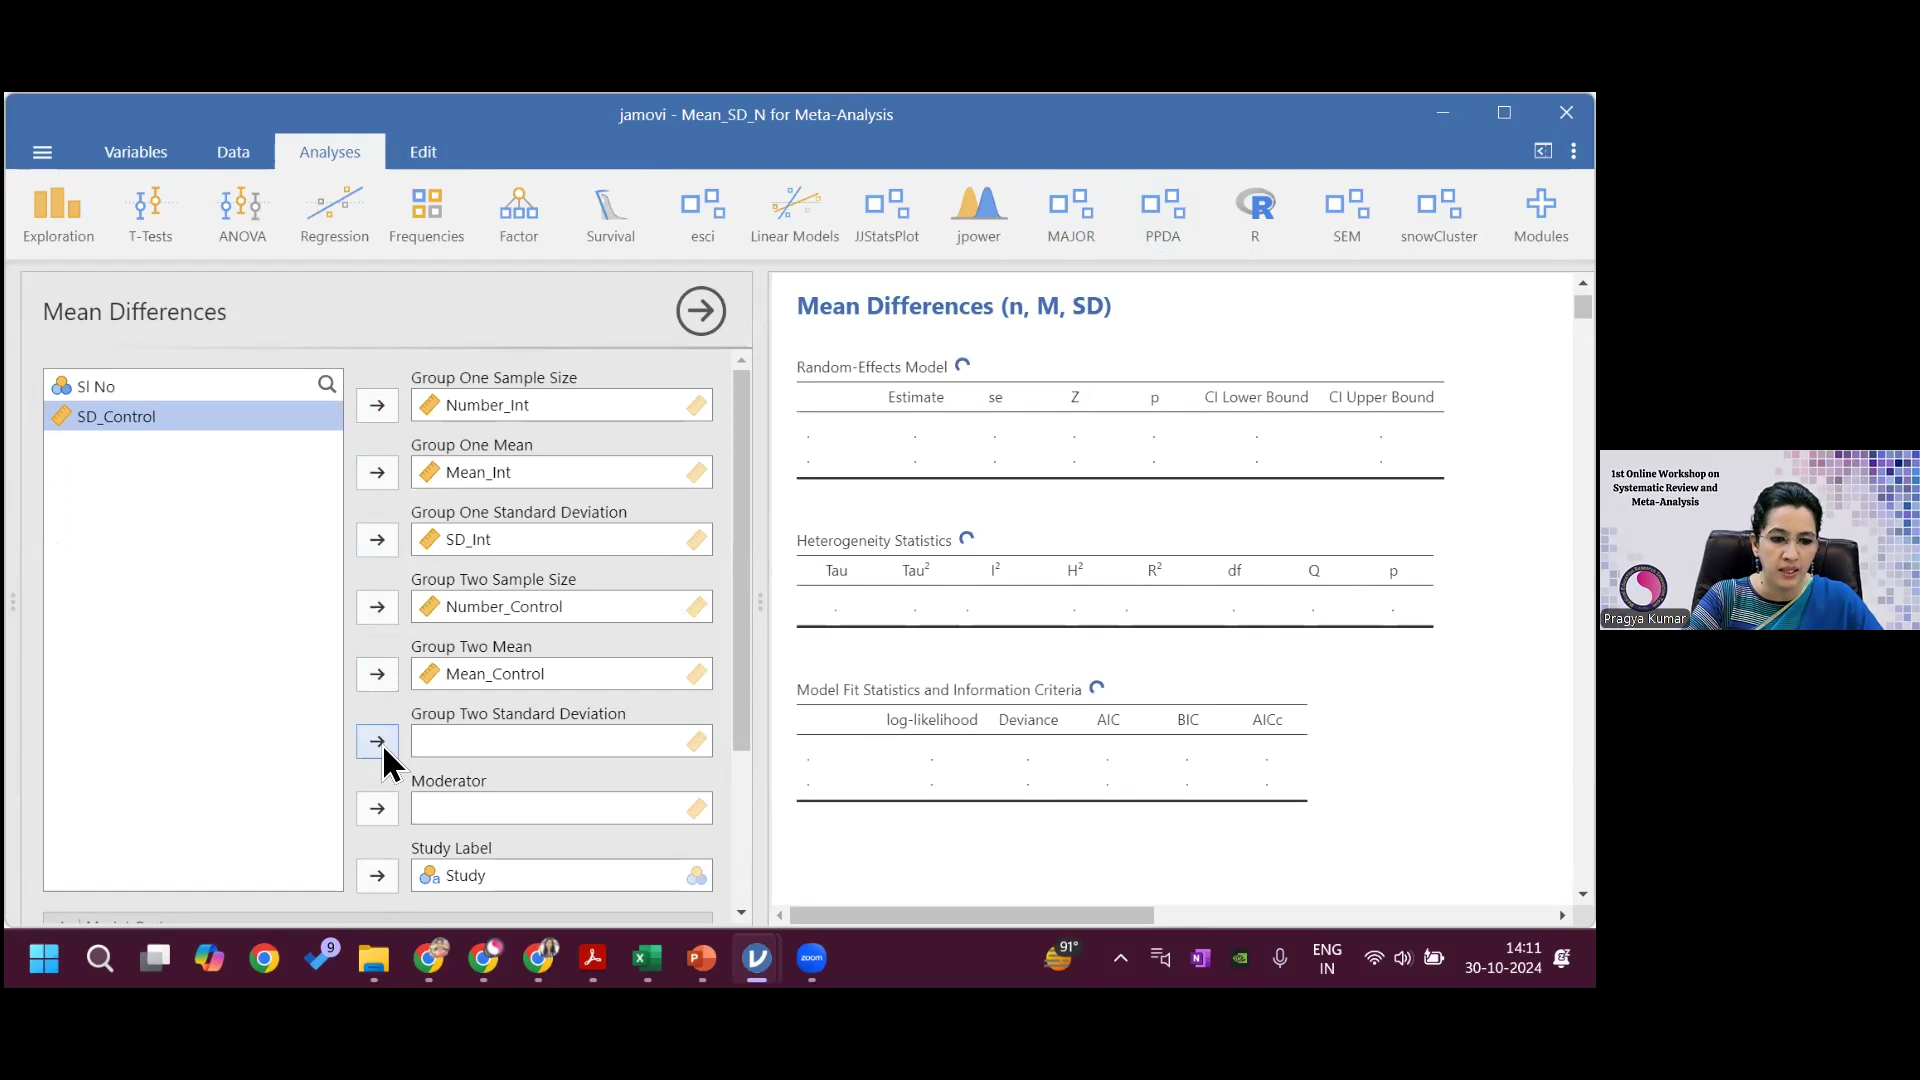 jamovi - Mean_SD_N for Meta-Analysis
Variables
Data
Analyses
Edit
Exploration
T-Tests
ANOVA
Regression
Frequencies
Factor
Survival
esci
Linear Models
JJStatsPlot
jpower
MAJOR
PPDA
R
SEM
snowCluster
Modules
Mean Differences
Sl No
SD_Control
Group One Sample Size
Number_Int
Group One Mean
Mean_Int
Group One Standard Deviation
SD_Int
Group Two Sample Size
Number_Control
Group Two Mean
Mean_Control
Group Two Standard Deviation
Moderator
Study Label
a Study
Mean Differences (n, M, SD)
Random-Effects Model
Estimate se Z p CI Lower Bound CI Upper Bound
Heterogeneity Statistics
Tau Tau² I² H² R² df Q p
Model Fit Statistics and Information Criteria
log-likelihood Deviance AIC BIC AICc
1st Online Workshop on
Systematic Review and
Meta-Analysis
Pragya Kumar
9
zoom
91°
ENG
IN
14:11
30-10-2024